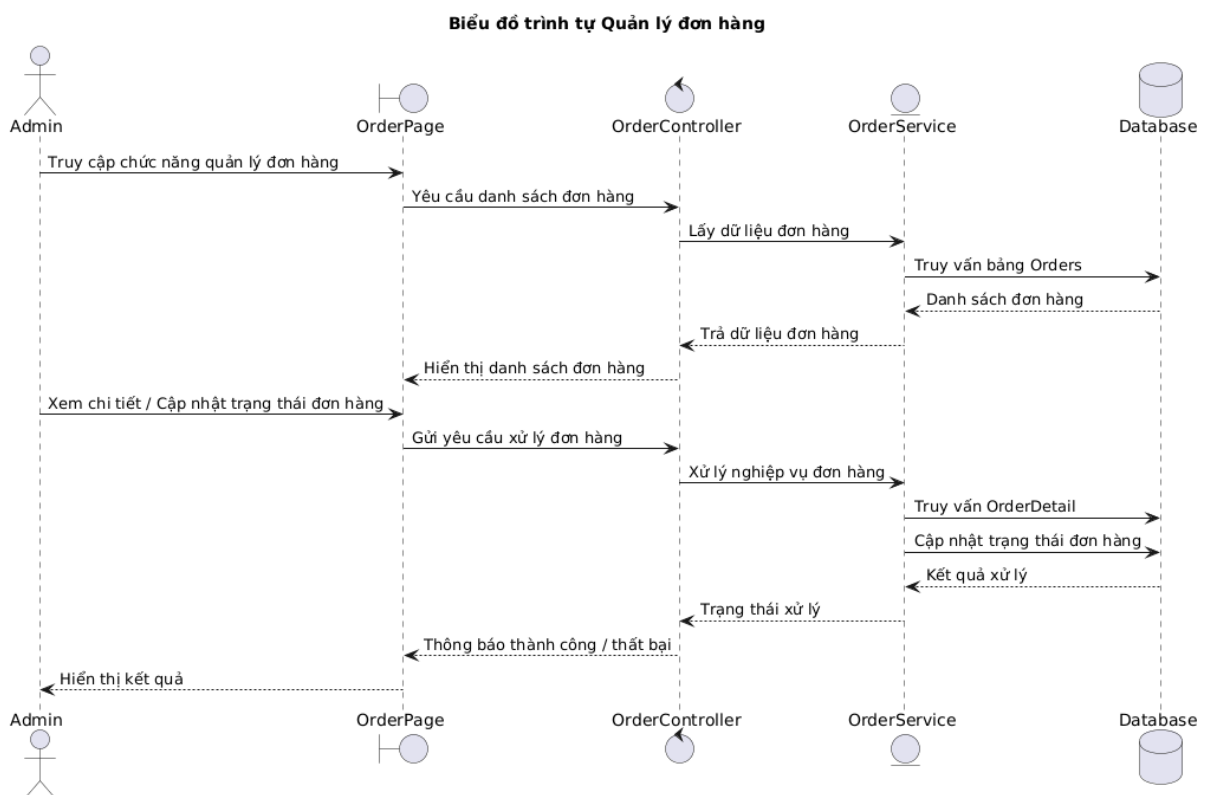 Biểu đồ trình tự Quản lý đơn hàng
Admin
OrderPage
OrderController
OrderService
Database
Truy cập chức năng quản lý đơn hàng
Yêu cầu danh sách đơn hàng
Lấy dữ liệu đơn hàng
Truy vấn bảng Orders
Danh sách đơn hàng
Trả dữ liệu đơn hàng
Hiển thị danh sách đơn hàng
Xem chi tiết / Cập nhật trạng thái đơn hàng
Gửi yêu cầu xử lý đơn hàng
Xử lý nghiệp vụ đơn hàng
Truy vấn OrderDetail
Cập nhật trạng thái đơn hàng
Kết quả xử lý
Trạng thái xử lý
Thông báo thành công / thất bại
Hiển thị kết quả
Admin
OrderPage
OrderController
OrderService
Database